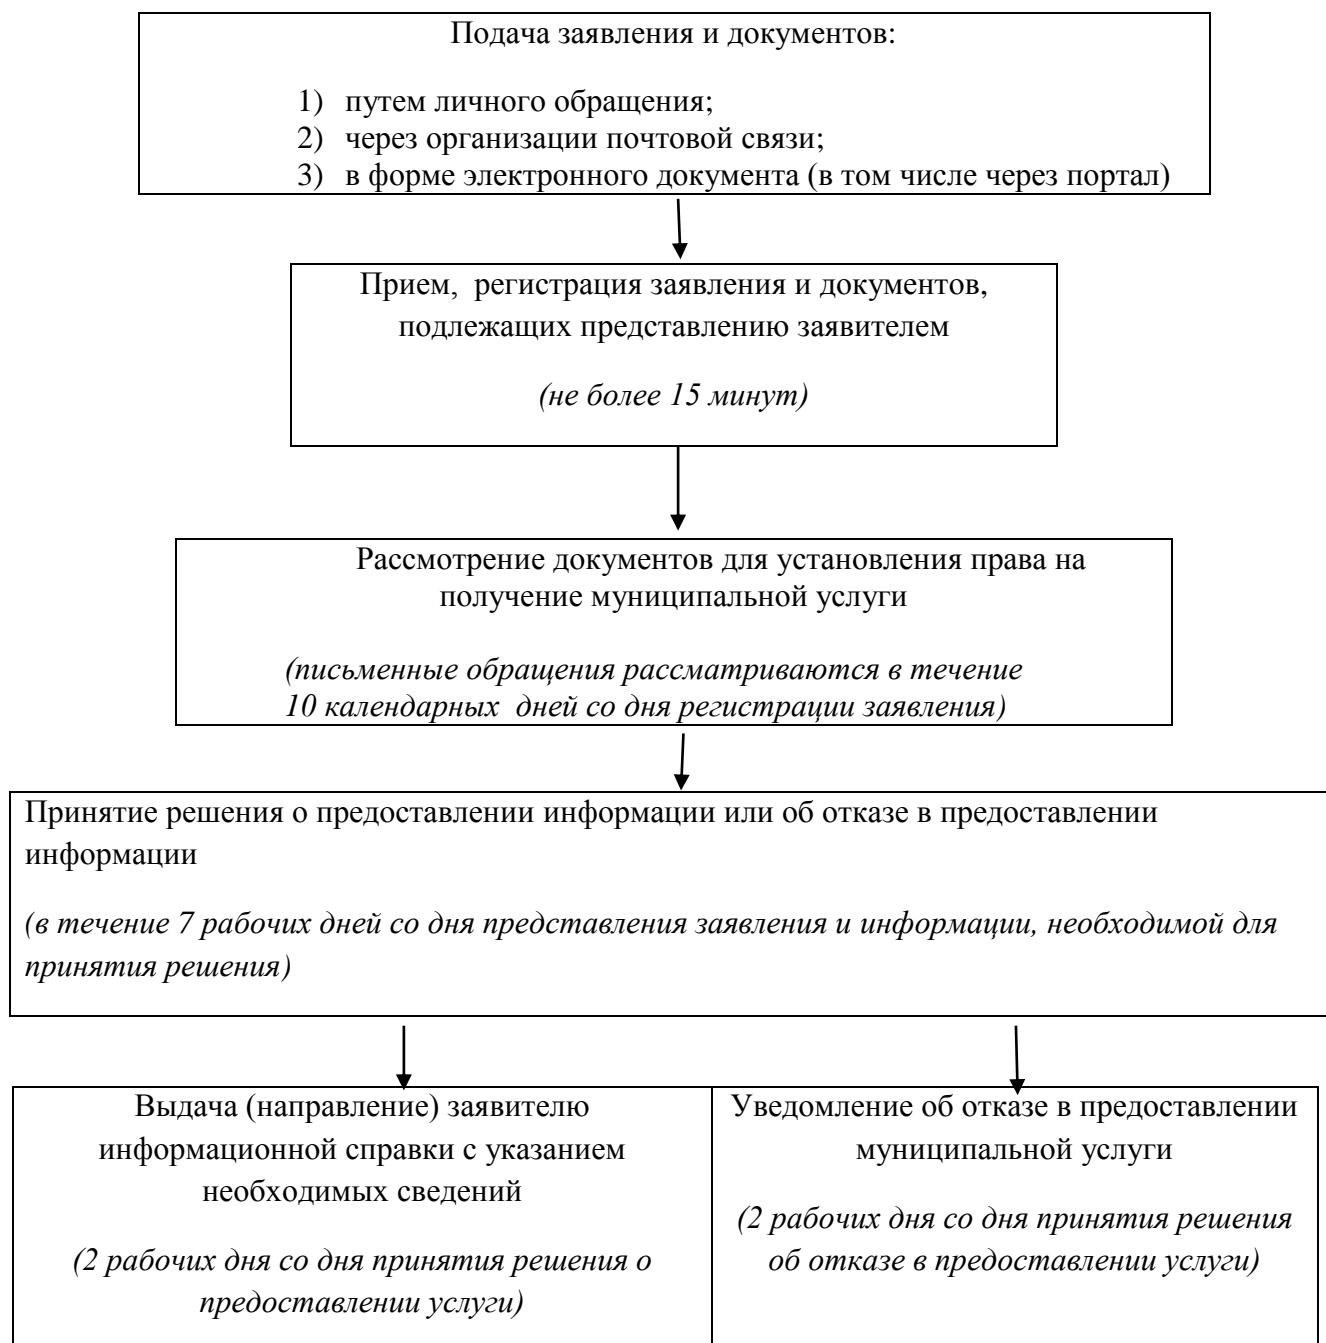 Подача заявления и документов:
1) путем личного обращения;
2) через организации почтовой связи;
3) в форме электронного документа (в том числе через портал)
Прием, регистрация заявления и документов,
подлежащих представлению заявителем
(не более 15 минут)
Рассмотрение документов для установления права на
получение муниципальной услуги
(письменные обращения рассматриваются в течение
10 календарных дней со дня регистрации заявления)
Принятие решения о предоставлении информации или об отказе в предоставлении
информации
(в течение 7 рабочих дней со дня представления заявления и информации, необходимой для
принятия решения)
Выдача (направление) заявителю
информационной справки с указанием
необходимых сведений
(2 рабочих дня со дня принятия решения о
предоставлении услуги)
Уведомление об отказе в предоставлении
муниципальной услуги
(2 рабочих дня со дня принятия решения
об отказе в предоставлении услуги)